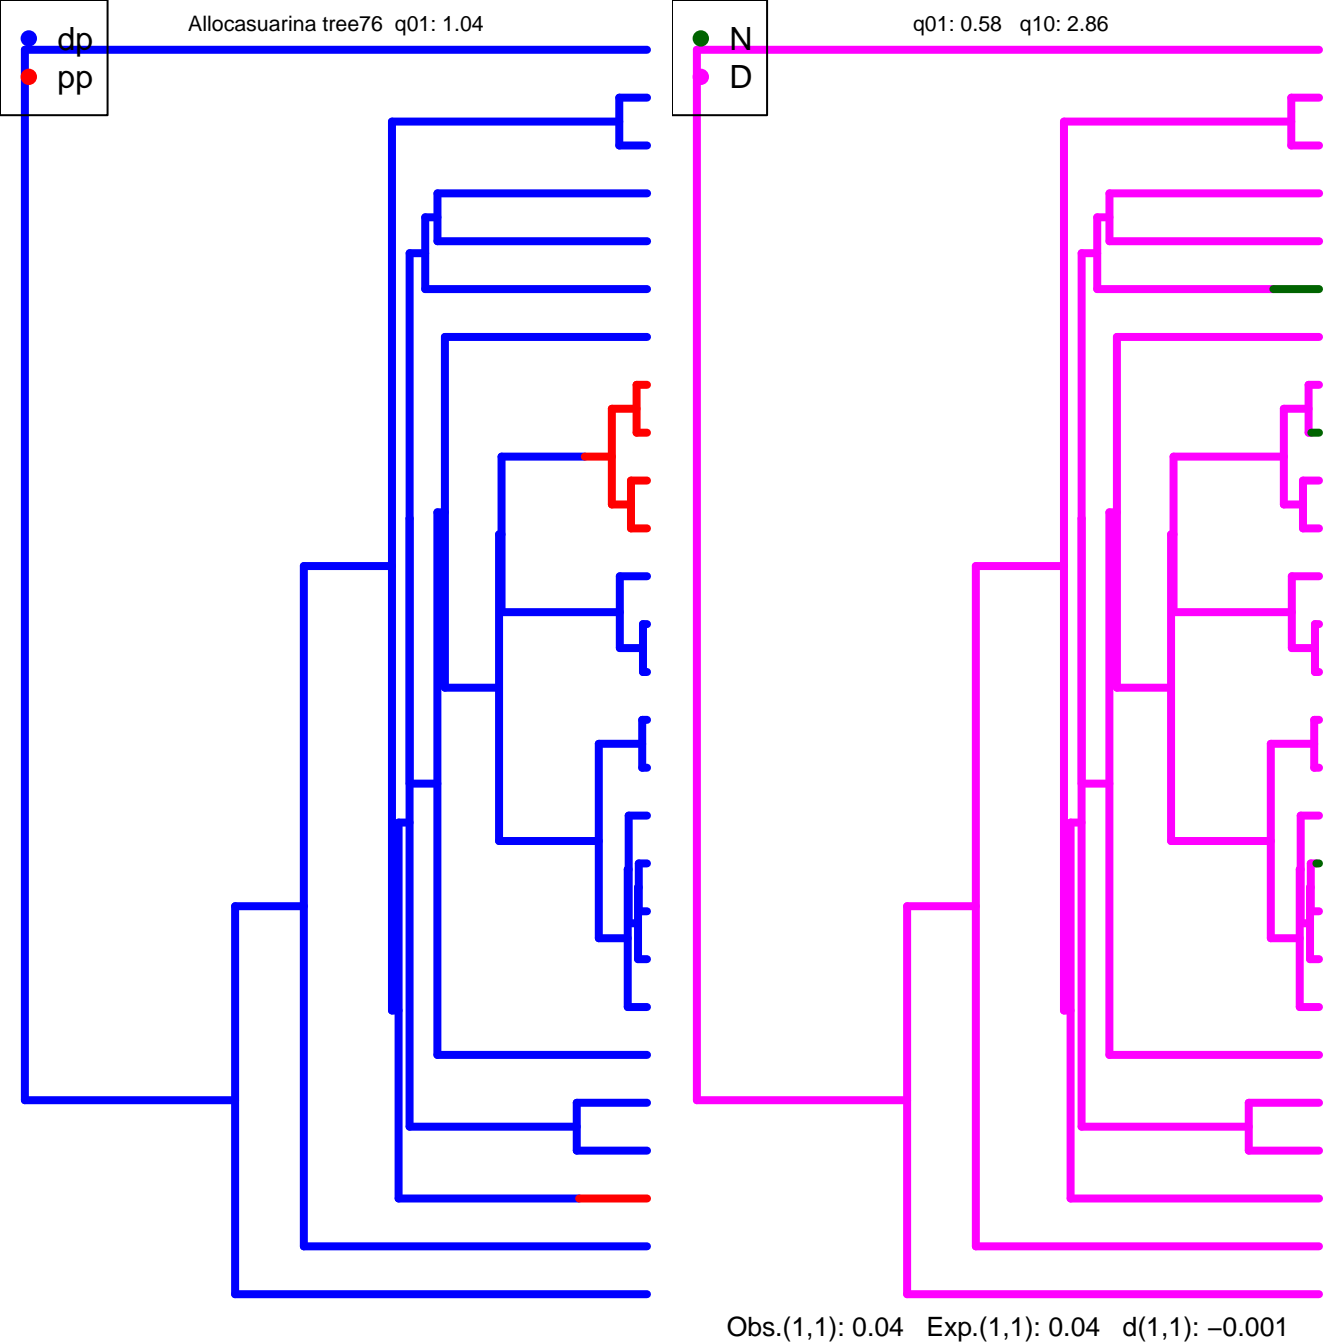 Allocasuarina tree76 q01: 1.04
dp
pp
q01: 0.58 q10: 2.86
N
D
Obs.(1,1): 0.04 Exp.(1,1): 0.04 d(1,1): −0.001